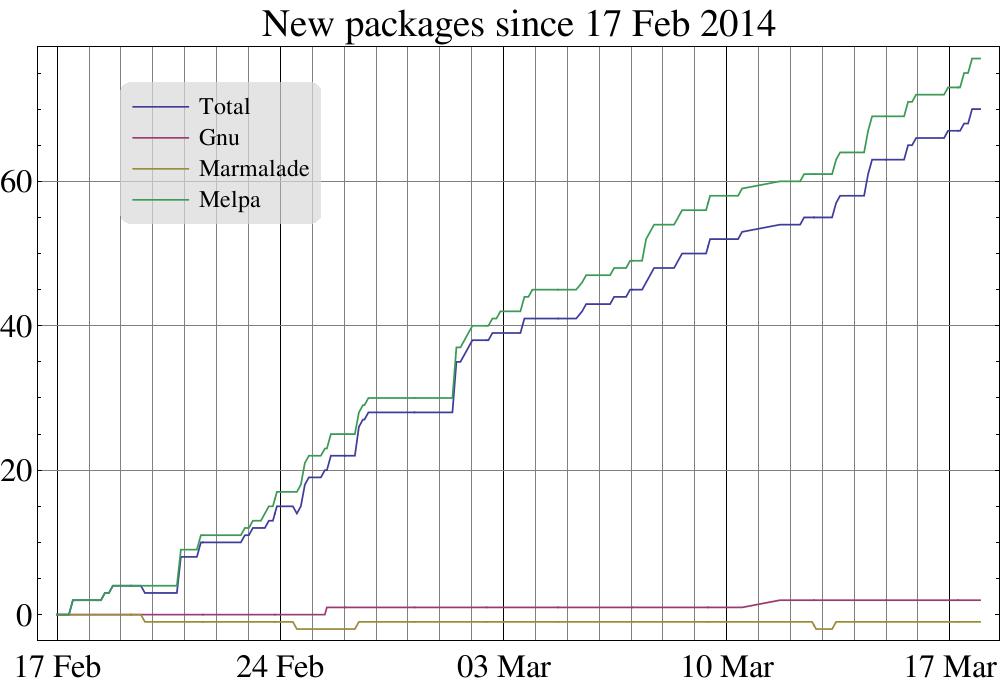 New packages since 17 Feb 2014
Total
Gnu
Marmalade
Melpa
60
40
20
0
17 Feb 24 Feb 03 Mar 10 Mar 17 Mar